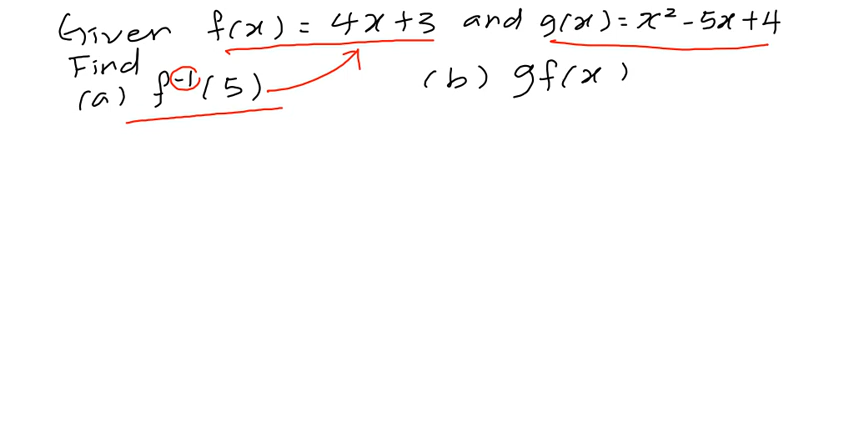 Given f(x) = 4x+3 and g(x) = x² - 5x + 4
Find
(a) f⁻¹(5) (b) gf(x)